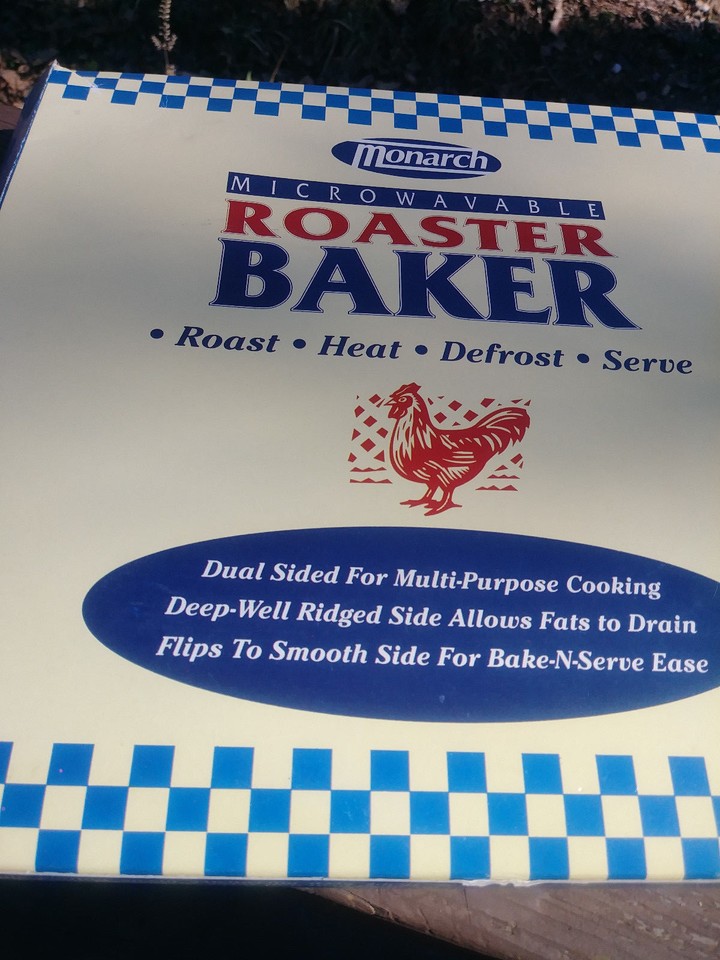 Monarch
MICROWAVABLE
ROASTER
BAKER
• Roast • Heat • Defrost • Serve
Dual Sided For Multi-Purpose Cooking
Deep-Well Ridged Side Allows Fats to Drain
Flips To Smooth Side For Bake-N-Serve Ease